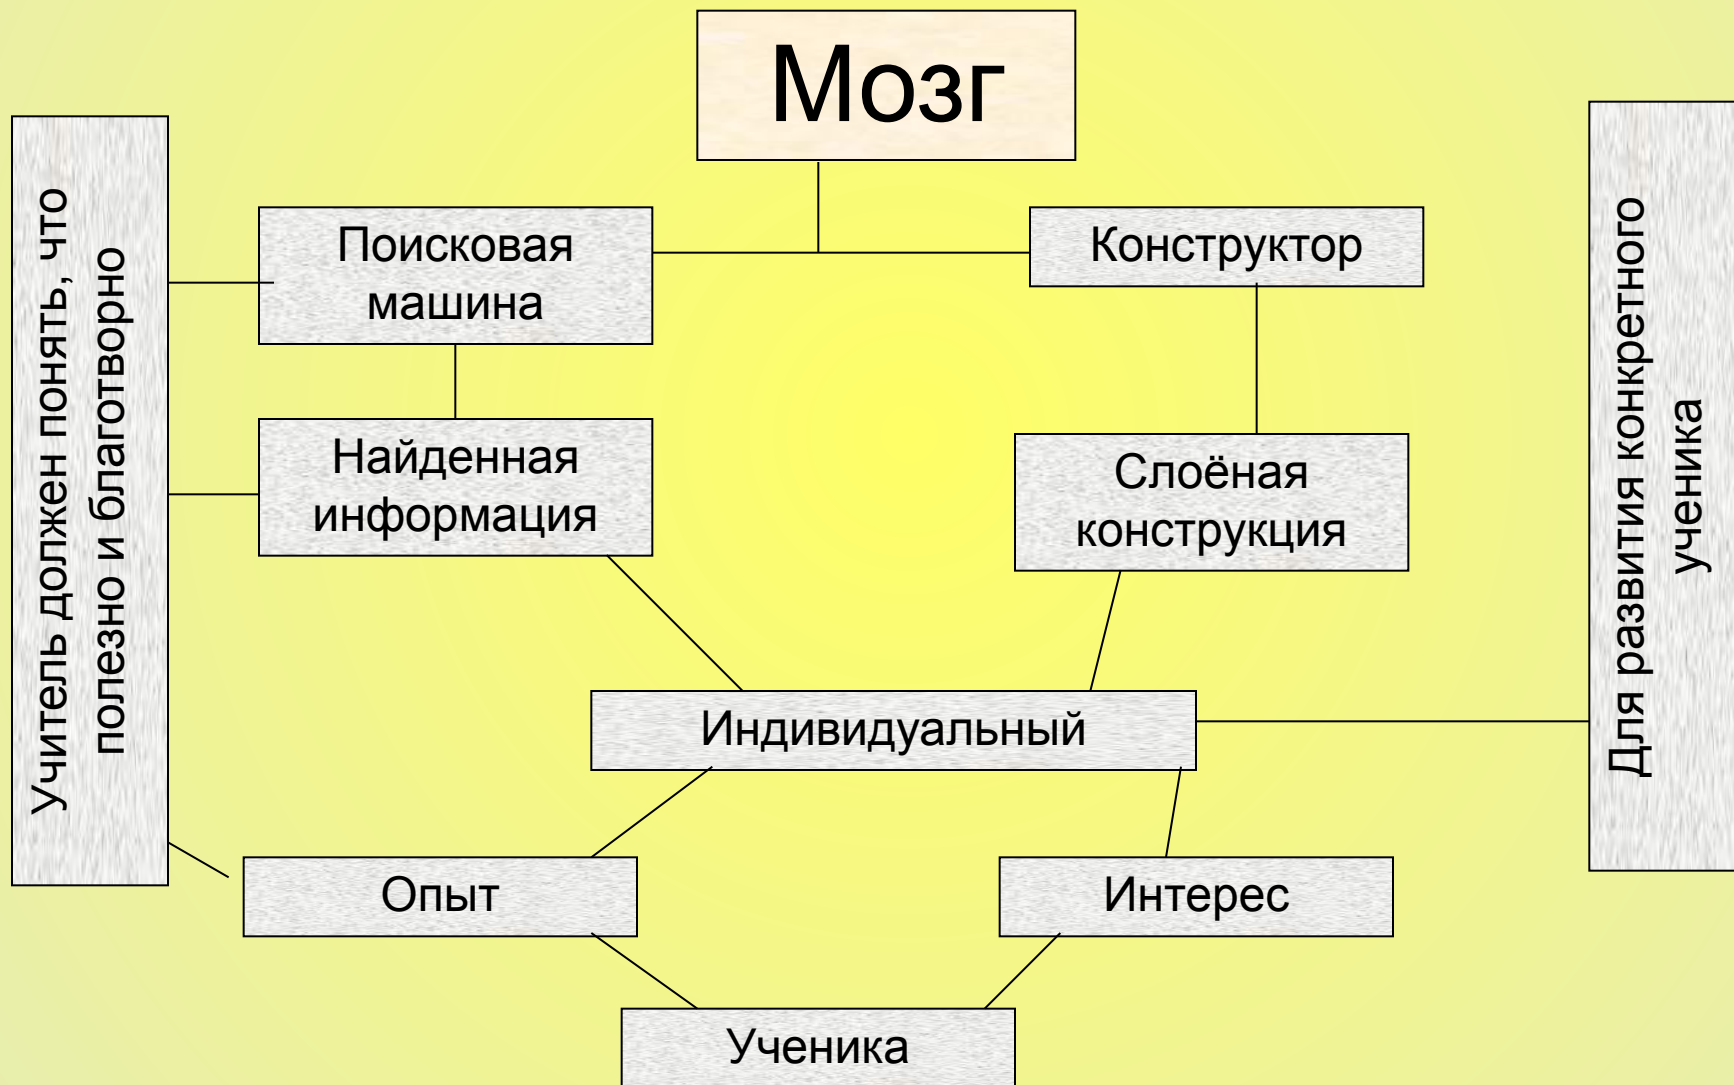 Мозг
Учитель должен понять, что
полезно и благотворно
Поисковая
машина
Конструктор
Для развития конкретного
ученика
Найденная
информация
Слоёная
конструкция
Индивидуальный
Опыт
Интерес
Ученика